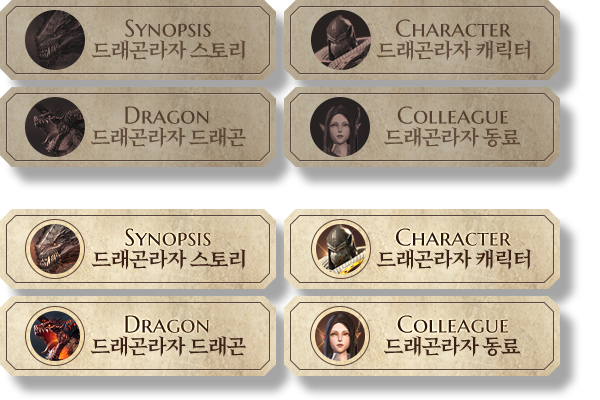 SYNOPSIS
드래곤라자 스토리
CHARACTER
드래곤라자 캐릭터
DRAGON
드래곤라자 드래곤
COLLEAGUE
드래곤라자 동료
SYNOPSIS
드래곤라자 스토리
CHARACTER
드래곤라자 캐릭터
DRAGON
드래곤라자 드래곤
COLLEAGUE
드래곤라자 동료